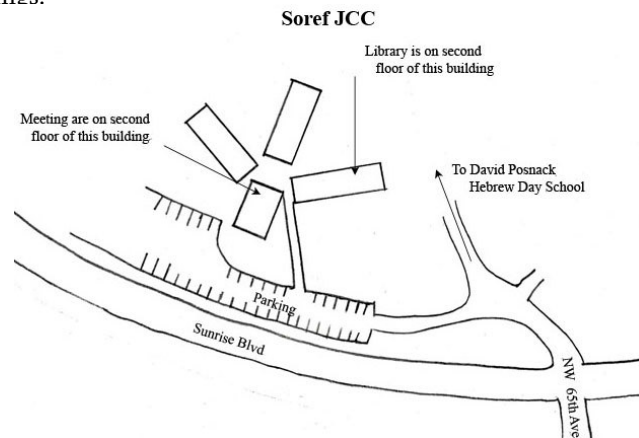 Soref JCC
Library is on second
floor of this building
Meeting are on second
floor of this building
To David Posnack
Hebrew Day School
Parking
Sunrise Blvd
NW 65th Ave